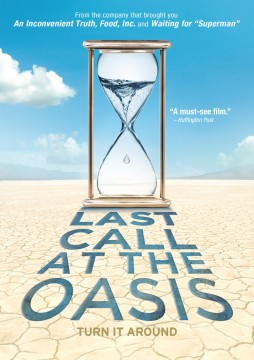 From the company that brought you
An Inconvenient Truth, Food, Inc. and Waiting for "Superman"
"A must-see film."
– Huffington Post
LAST
CALL
AT THE
OASIS
TURN IT AROUND